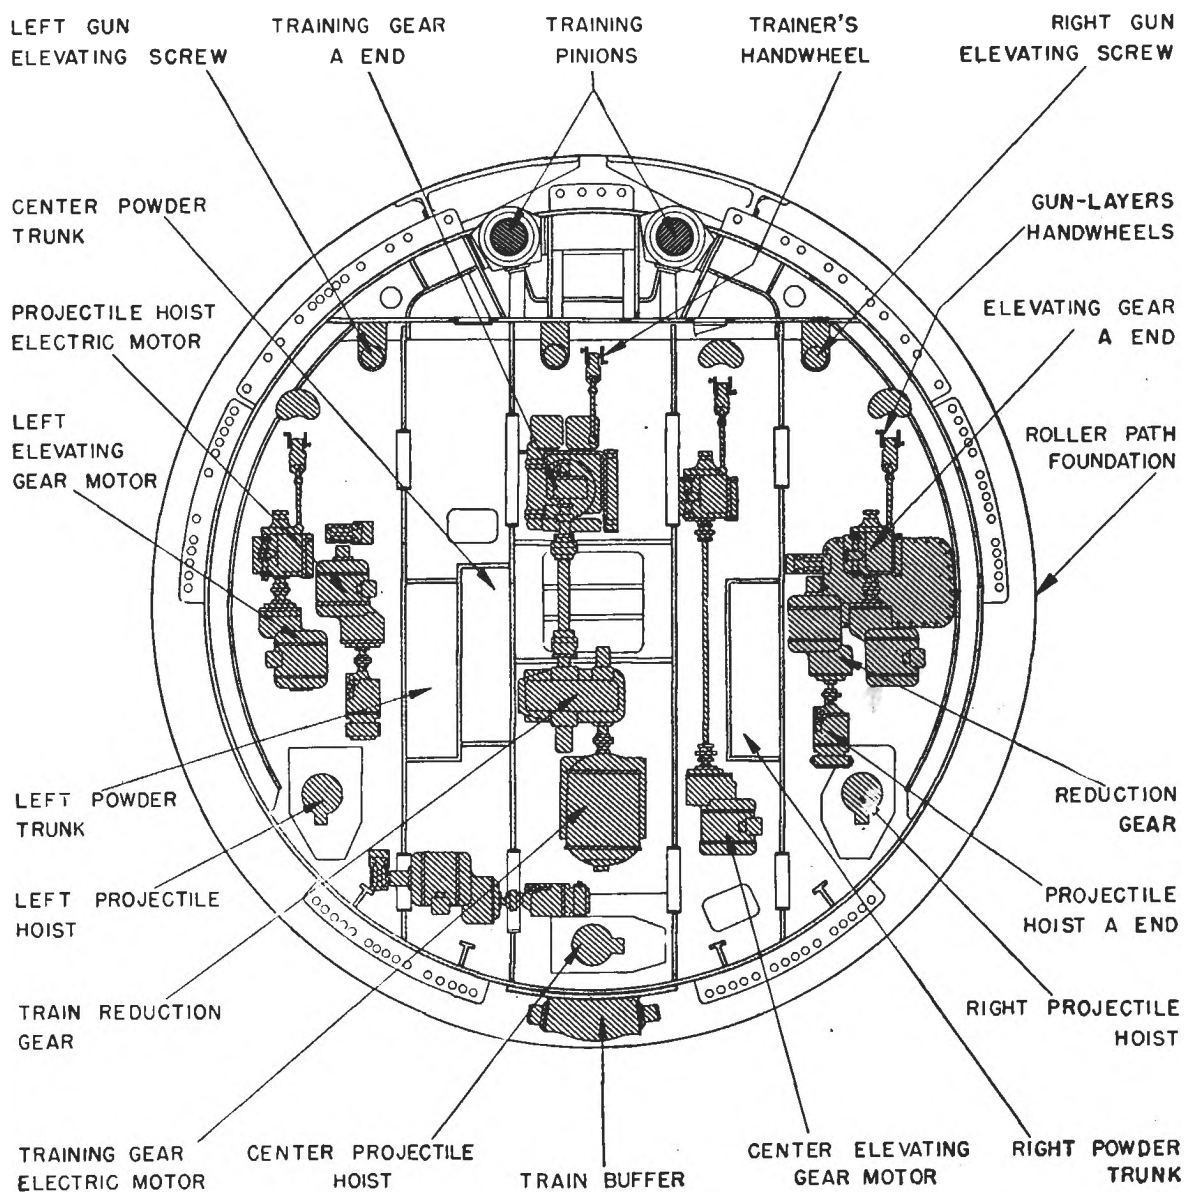 LEFT GUN
ELEVATING SCREW
TRAINING GEAR
A END
TRAINING
PINIONS
TRAINER'S
HANDWHEEL
RIGHT GUN
ELEVATING SCREW
CENTER POWDER
TRUNK
GUN-LAYERS
HANDWHEELS
PROJECTILE HOIST
ELECTRIC MOTOR
ELEVATING GEAR
A END
LEFT
ELEVATING
GEAR MOTOR
ROLLER PATH
FOUNDATION
LEFT POWDER
TRUNK
REDUCTION
GEAR
LEFT PROJECTILE
HOIST
PROJECTILE
HOIST A END
TRAIN REDUCTION
GEAR
RIGHT PROJECTILE
HOIST
TRAINING GEAR
ELECTRIC MOTOR
CENTER PROJECTILE
HOIST
TRAIN BUFFER
CENTER ELEVATING
GEAR MOTOR
RIGHT POWDER
TRUNK